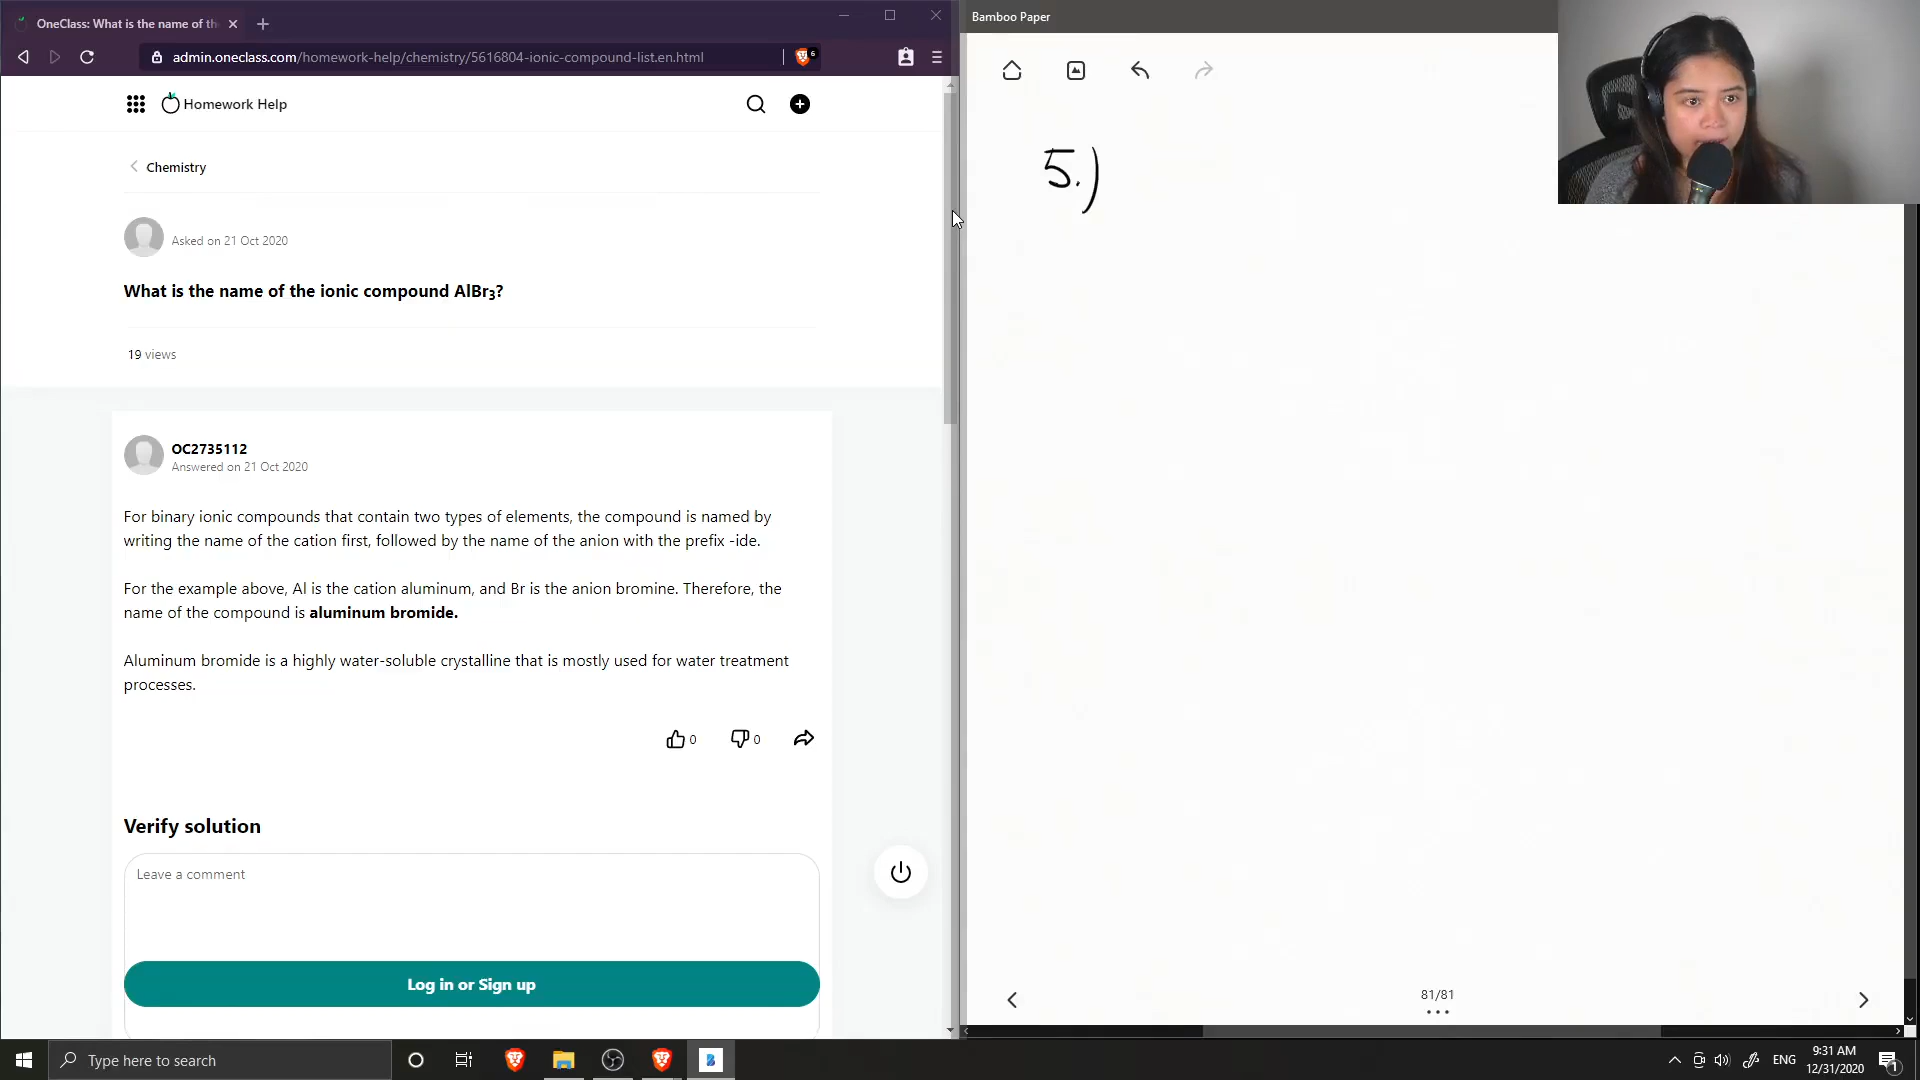 OneClass: What is the name of th
Bamboo Paper
admin.oneclass.com/homework-help/chemistry/5616804-ionic-compound-list.en.html
6
Homework Help
Chemistry
5.)
Asked on 21 Oct 2020
What is the name of the ionic compound AlBr₃?
19 views
OC2735112
Answered on 21 Oct 2020
For binary ionic compounds that contain two types of elements, the compound is named by
writing the name of the cation first, followed by the name of the anion with the prefix -ide.
For the example above, Al is the cation aluminum, and Br is the anion bromine. Therefore, the
name of the compound is aluminum bromide.
Aluminum bromide is a highly water-soluble crystalline that is mostly used for water treatment
processes.
0
0
Verify solution
Leave a comment
Log in or Sign up
81/81
Type here to search
B
ENG
9:31 AM
12/31/2020
1